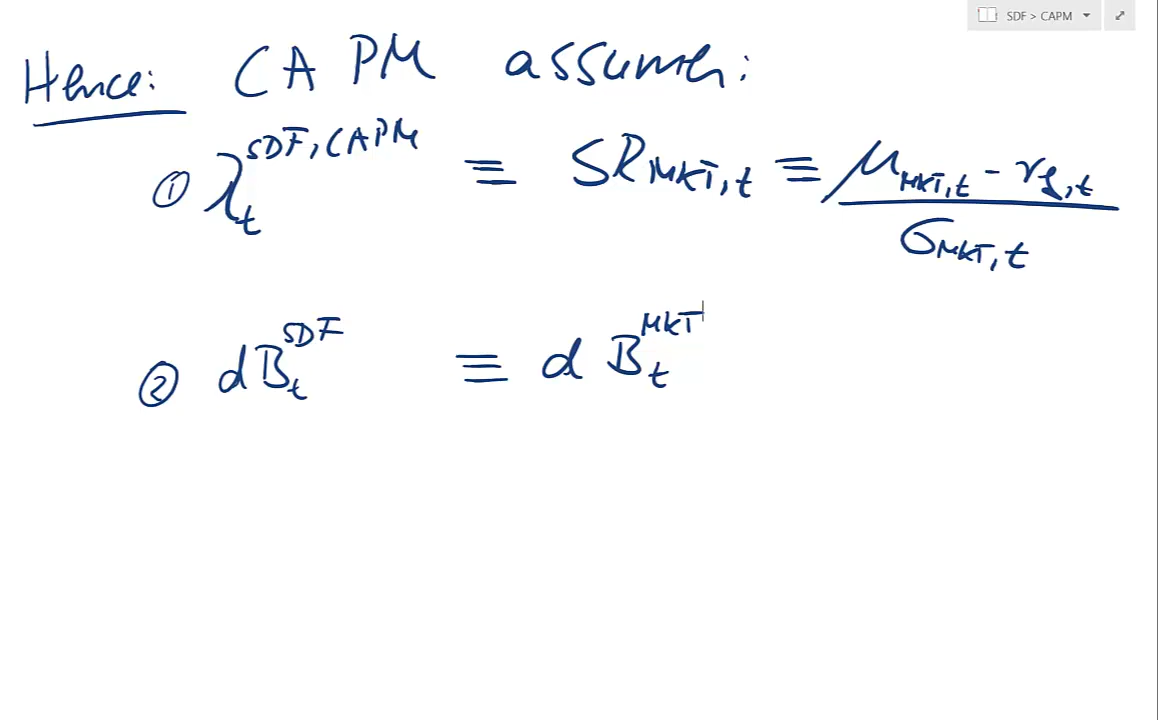 SDF > CAPM
Hence: CAPM assumes:
① λ_t^{SDF,CAPM} ≡ SR_{MKT,t} ≡ \frac{μ_{MKT,t} - r_{f,t}}{σ_{MKT,t}}
② dB_t^{SDF} ≡ dB_t^{MKT}